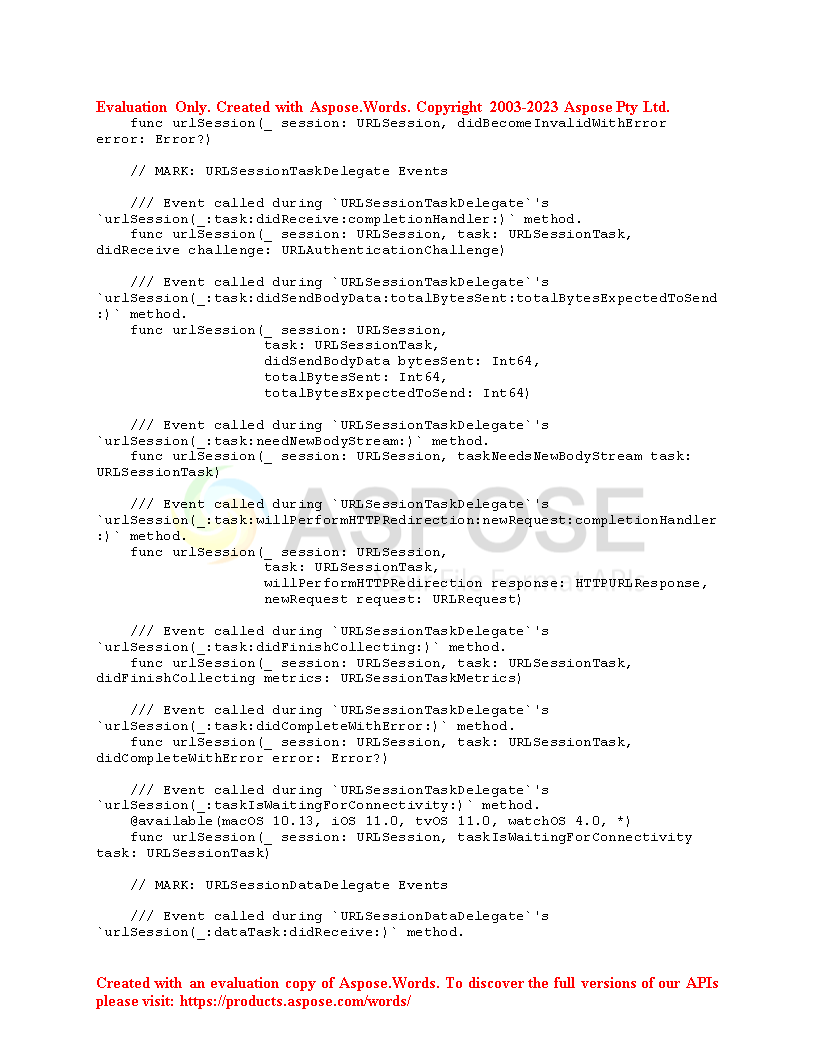 Evaluation Only. Created with Aspose.Words. Copyright 2003-2023 Aspose Pty Ltd.
    func urlSession(_ session: URLSession, didBecomeInvalidWithError
error: Error?)

    // MARK: URLSessionTaskDelegate Events

    /// Event called during `URLSessionTaskDelegate`'s
`urlSession(_:task:didReceive:completionHandler:)` method.
    func urlSession(_ session: URLSession, task: URLSessionTask,
didReceive challenge: URLAuthenticationChallenge)

    /// Event called during `URLSessionTaskDelegate`'s
`urlSession(_:task:didSendBodyData:totalBytesSent:totalBytesExpectedToSend
:)` method.
    func urlSession(_ session: URLSession,
                    task: URLSessionTask,
                    didSendBodyData bytesSent: Int64,
                    totalBytesSent: Int64,
                    totalBytesExpectedToSend: Int64)

    /// Event called during `URLSessionTaskDelegate`'s
`urlSession(_:task:needNewBodyStream:)` method.
    func urlSession(_ session: URLSession, taskNeedsNewBodyStream task:
URLSessionTask)

    /// Event called during `URLSessionTaskDelegate`'s
ASPOSE
`urlSession(_:task:willPerformHTTPRedirection:newRequest:completionHandler
:)` method.
    func urlSession(_ session: URLSession,
                    task: URLSessionTask,
                    willPerformHTTPRedirection response: HTTPURLResponse,
Your File Format APIs
                    newRequest request: URLRequest)

    /// Event called during `URLSessionTaskDelegate`'s
`urlSession(_:task:didFinishCollecting:)` method.
    func urlSession(_ session: URLSession, task: URLSessionTask,
didFinishCollecting metrics: URLSessionTaskMetrics)

    /// Event called during `URLSessionTaskDelegate`'s
`urlSession(_:task:didCompleteWithError:)` method.
    func urlSession(_ session: URLSession, task: URLSessionTask,
didCompleteWithError error: Error?)

    /// Event called during `URLSessionTaskDelegate`'s
`urlSession(_:taskIsWaitingForConnectivity:)` method.
    @available(macOS 10.13, iOS 11.0, tvOS 11.0, watchOS 4.0, *)
    func urlSession(_ session: URLSession, taskIsWaitingForConnectivity
task: URLSessionTask)

    // MARK: URLSessionDataDelegate Events

    /// Event called during `URLSessionDataDelegate`'s
`urlSession(_:dataTask:didReceive:)` method.
Created with an evaluation copy of Aspose.Words. To discover the full versions of our APIs
please visit: https://products.aspose.com/words/